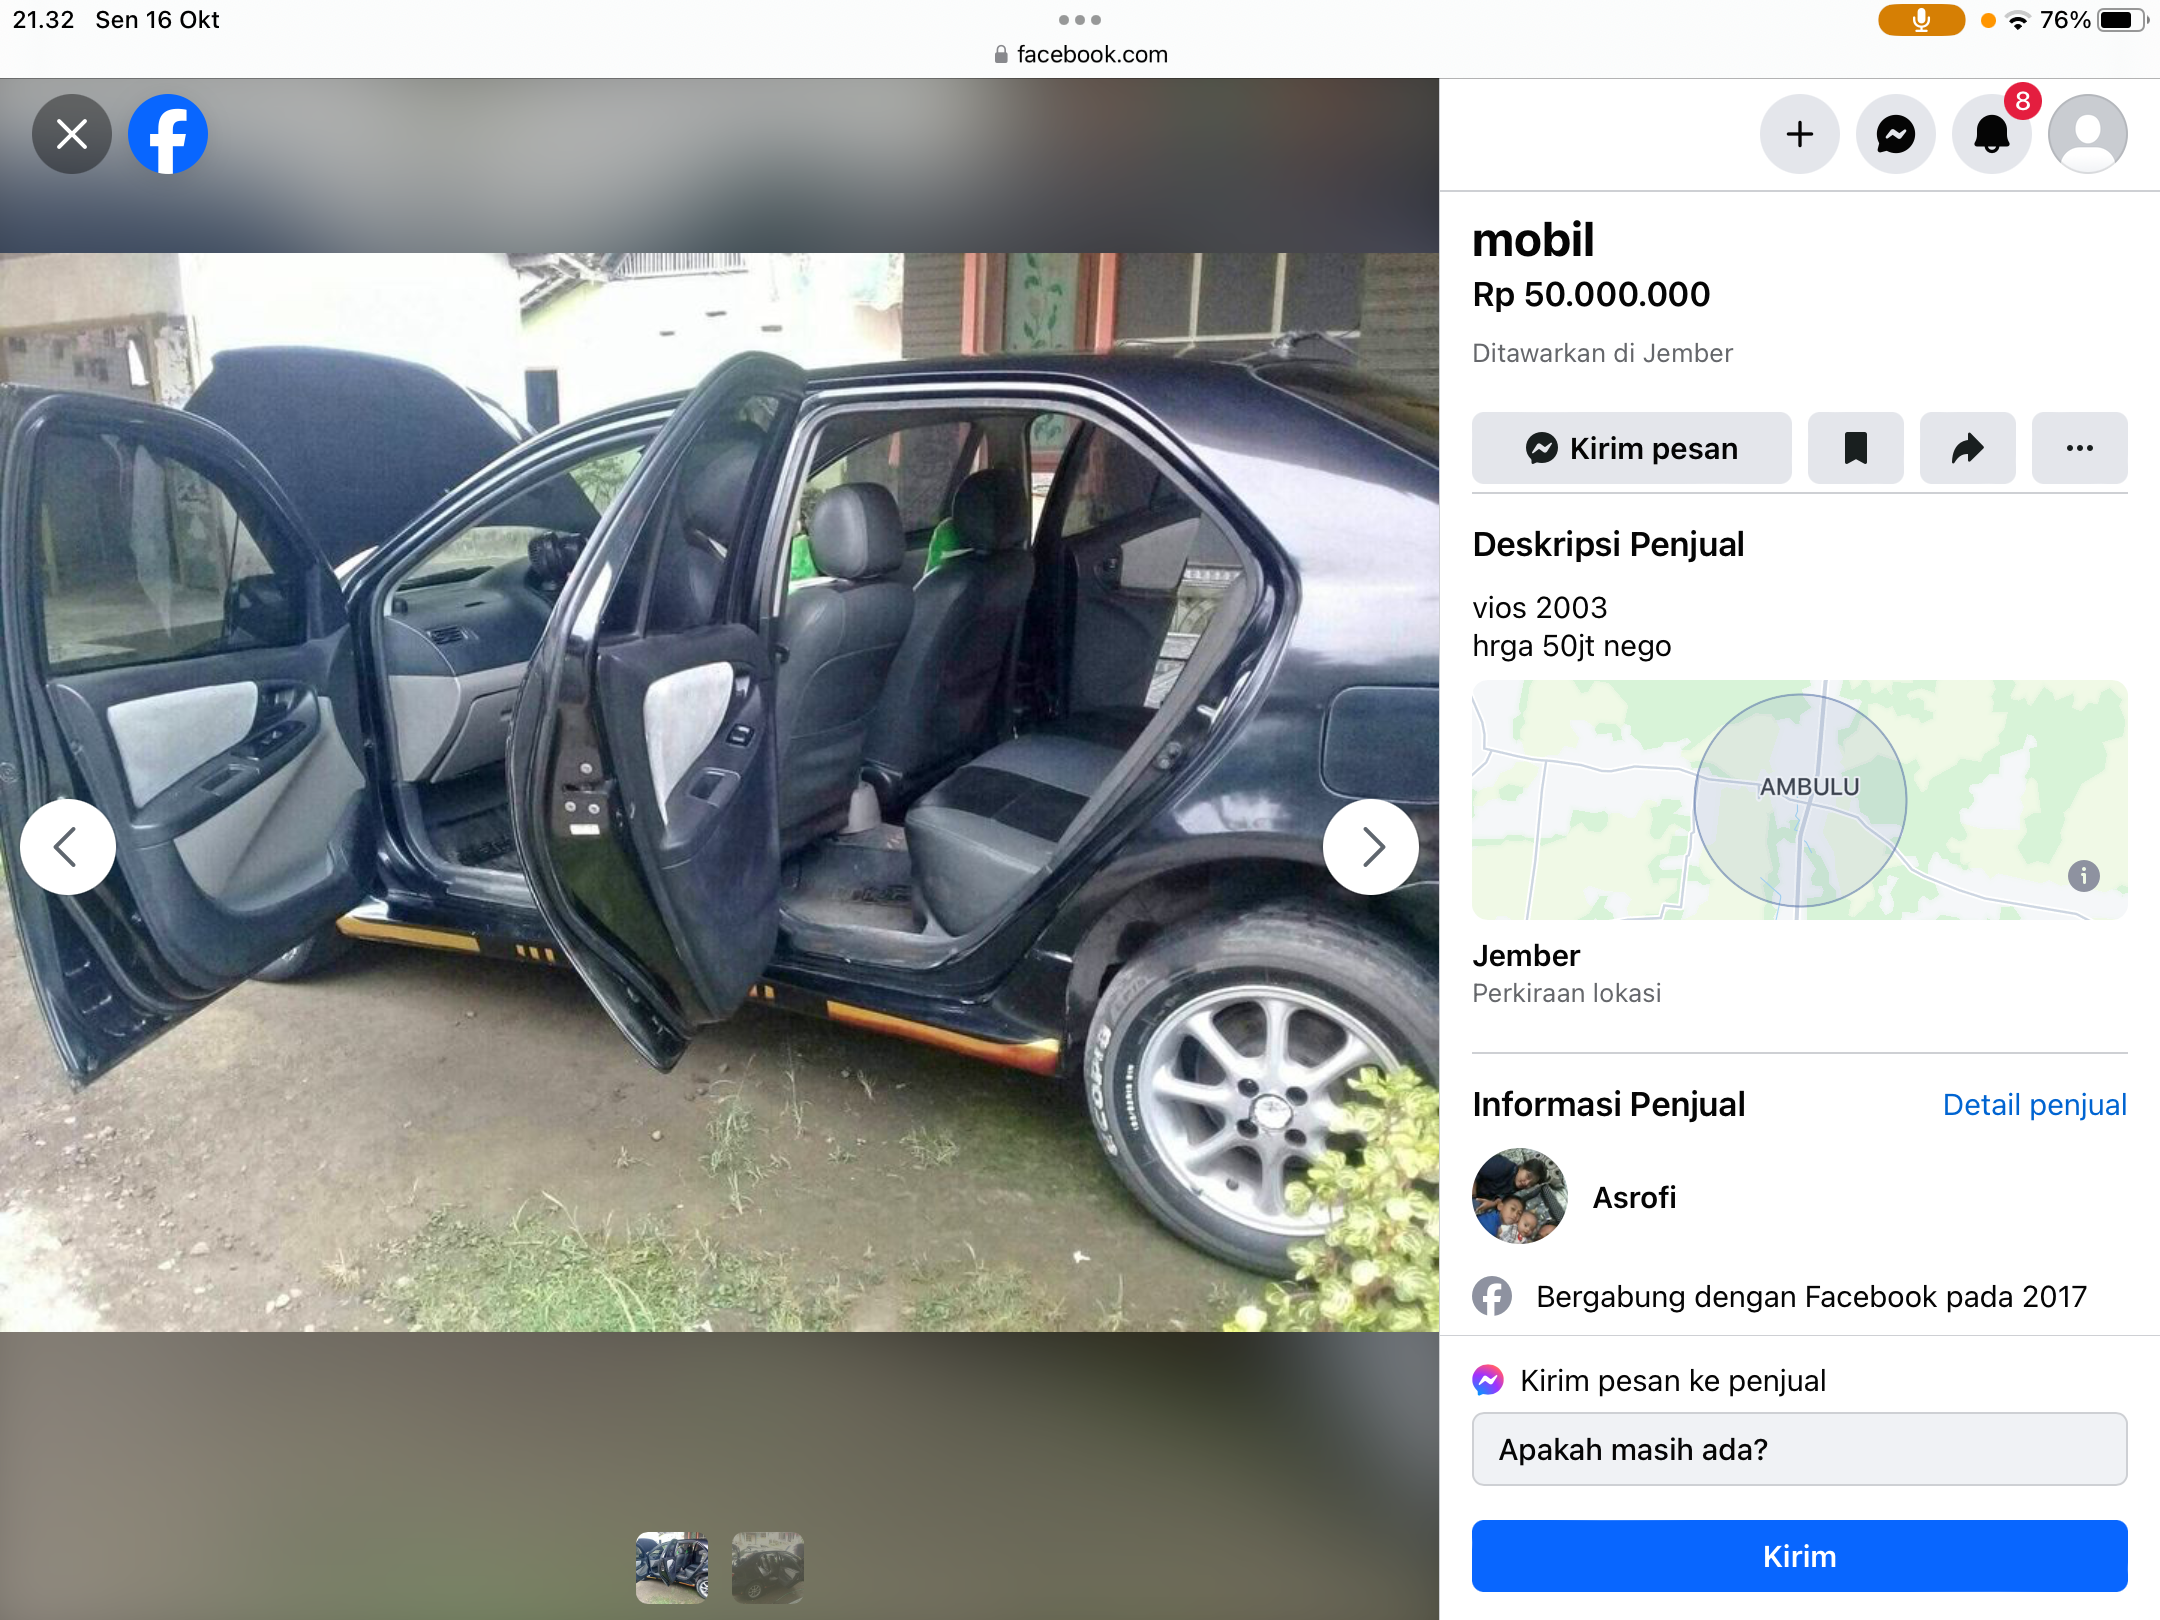 21.32 Sen 16 Okt
76%
facebook.com
8
mobil
Rp 50.000.000
Ditawarkan di Jember
Kirim pesan
Deskripsi Penjual
vios 2003
hrga 50jt nego
AMBULU
Jember
Perkiraan lokasi
Informasi Penjual
Detail penjual
Asrofi
Bergabung dengan Facebook pada 2017
Kirim pesan ke penjual
Apakah masih ada?
Kirim